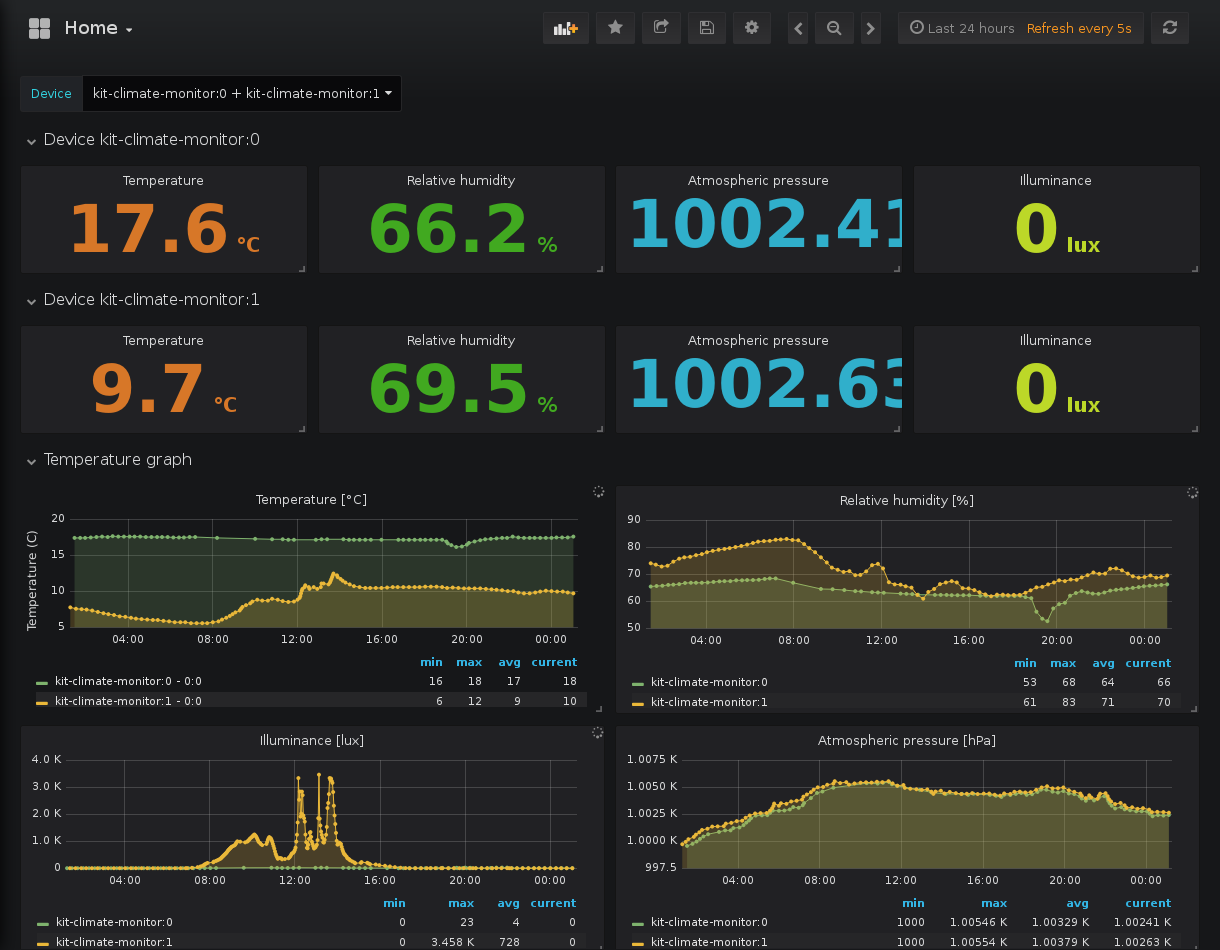 Home
Last 24 hours Refresh every 5s
Device kit-climate-monitor:0 + kit-climate-monitor:1
Device kit-climate-monitor:0
Temperature
17.6 °C
Relative humidity
66.2 %
Atmospheric pressure
1002.41
Illuminance
0 lux
Device kit-climate-monitor:1
Temperature
9.7 °C
Relative humidity
69.5 %
Atmospheric pressure
1002.63
Illuminance
0 lux
Temperature graph
Temperature [°C]
Temperature (C)
20
15
10
5
04:00 08:00 12:00 16:00 20:00 00:00
min max avg current
kit-climate-monitor:0 - 0:0 16 18 17 18
kit-climate-monitor:1 - 0:0 6 12 9 10
Relative humidity [%]
90
80
70
60
50
04:00 08:00 12:00 16:00 20:00 00:00
min max avg current
kit-climate-monitor:0 53 68 64 66
kit-climate-monitor:1 61 83 71 70
Illuminance [lux]
4.0 K
3.0 K
2.0 K
1.0 K
0
04:00 08:00 12:00 16:00 20:00 00:00
min max avg current
kit-climate-monitor:0 0 23 4 0
kit-climate-monitor:1 0 3.458 K 728 0
Atmospheric pressure [hPa]
1.0075 K
1.0050 K
1.0025 K
1.0000 K
997.5
04:00 08:00 12:00 16:00 20:00 00:00
min max avg current
kit-climate-monitor:0 1000 1.00546 K 1.00329 K 1.00241 K
kit-climate-monitor:1 1000 1.00554 K 1.00379 K 1.00263 K